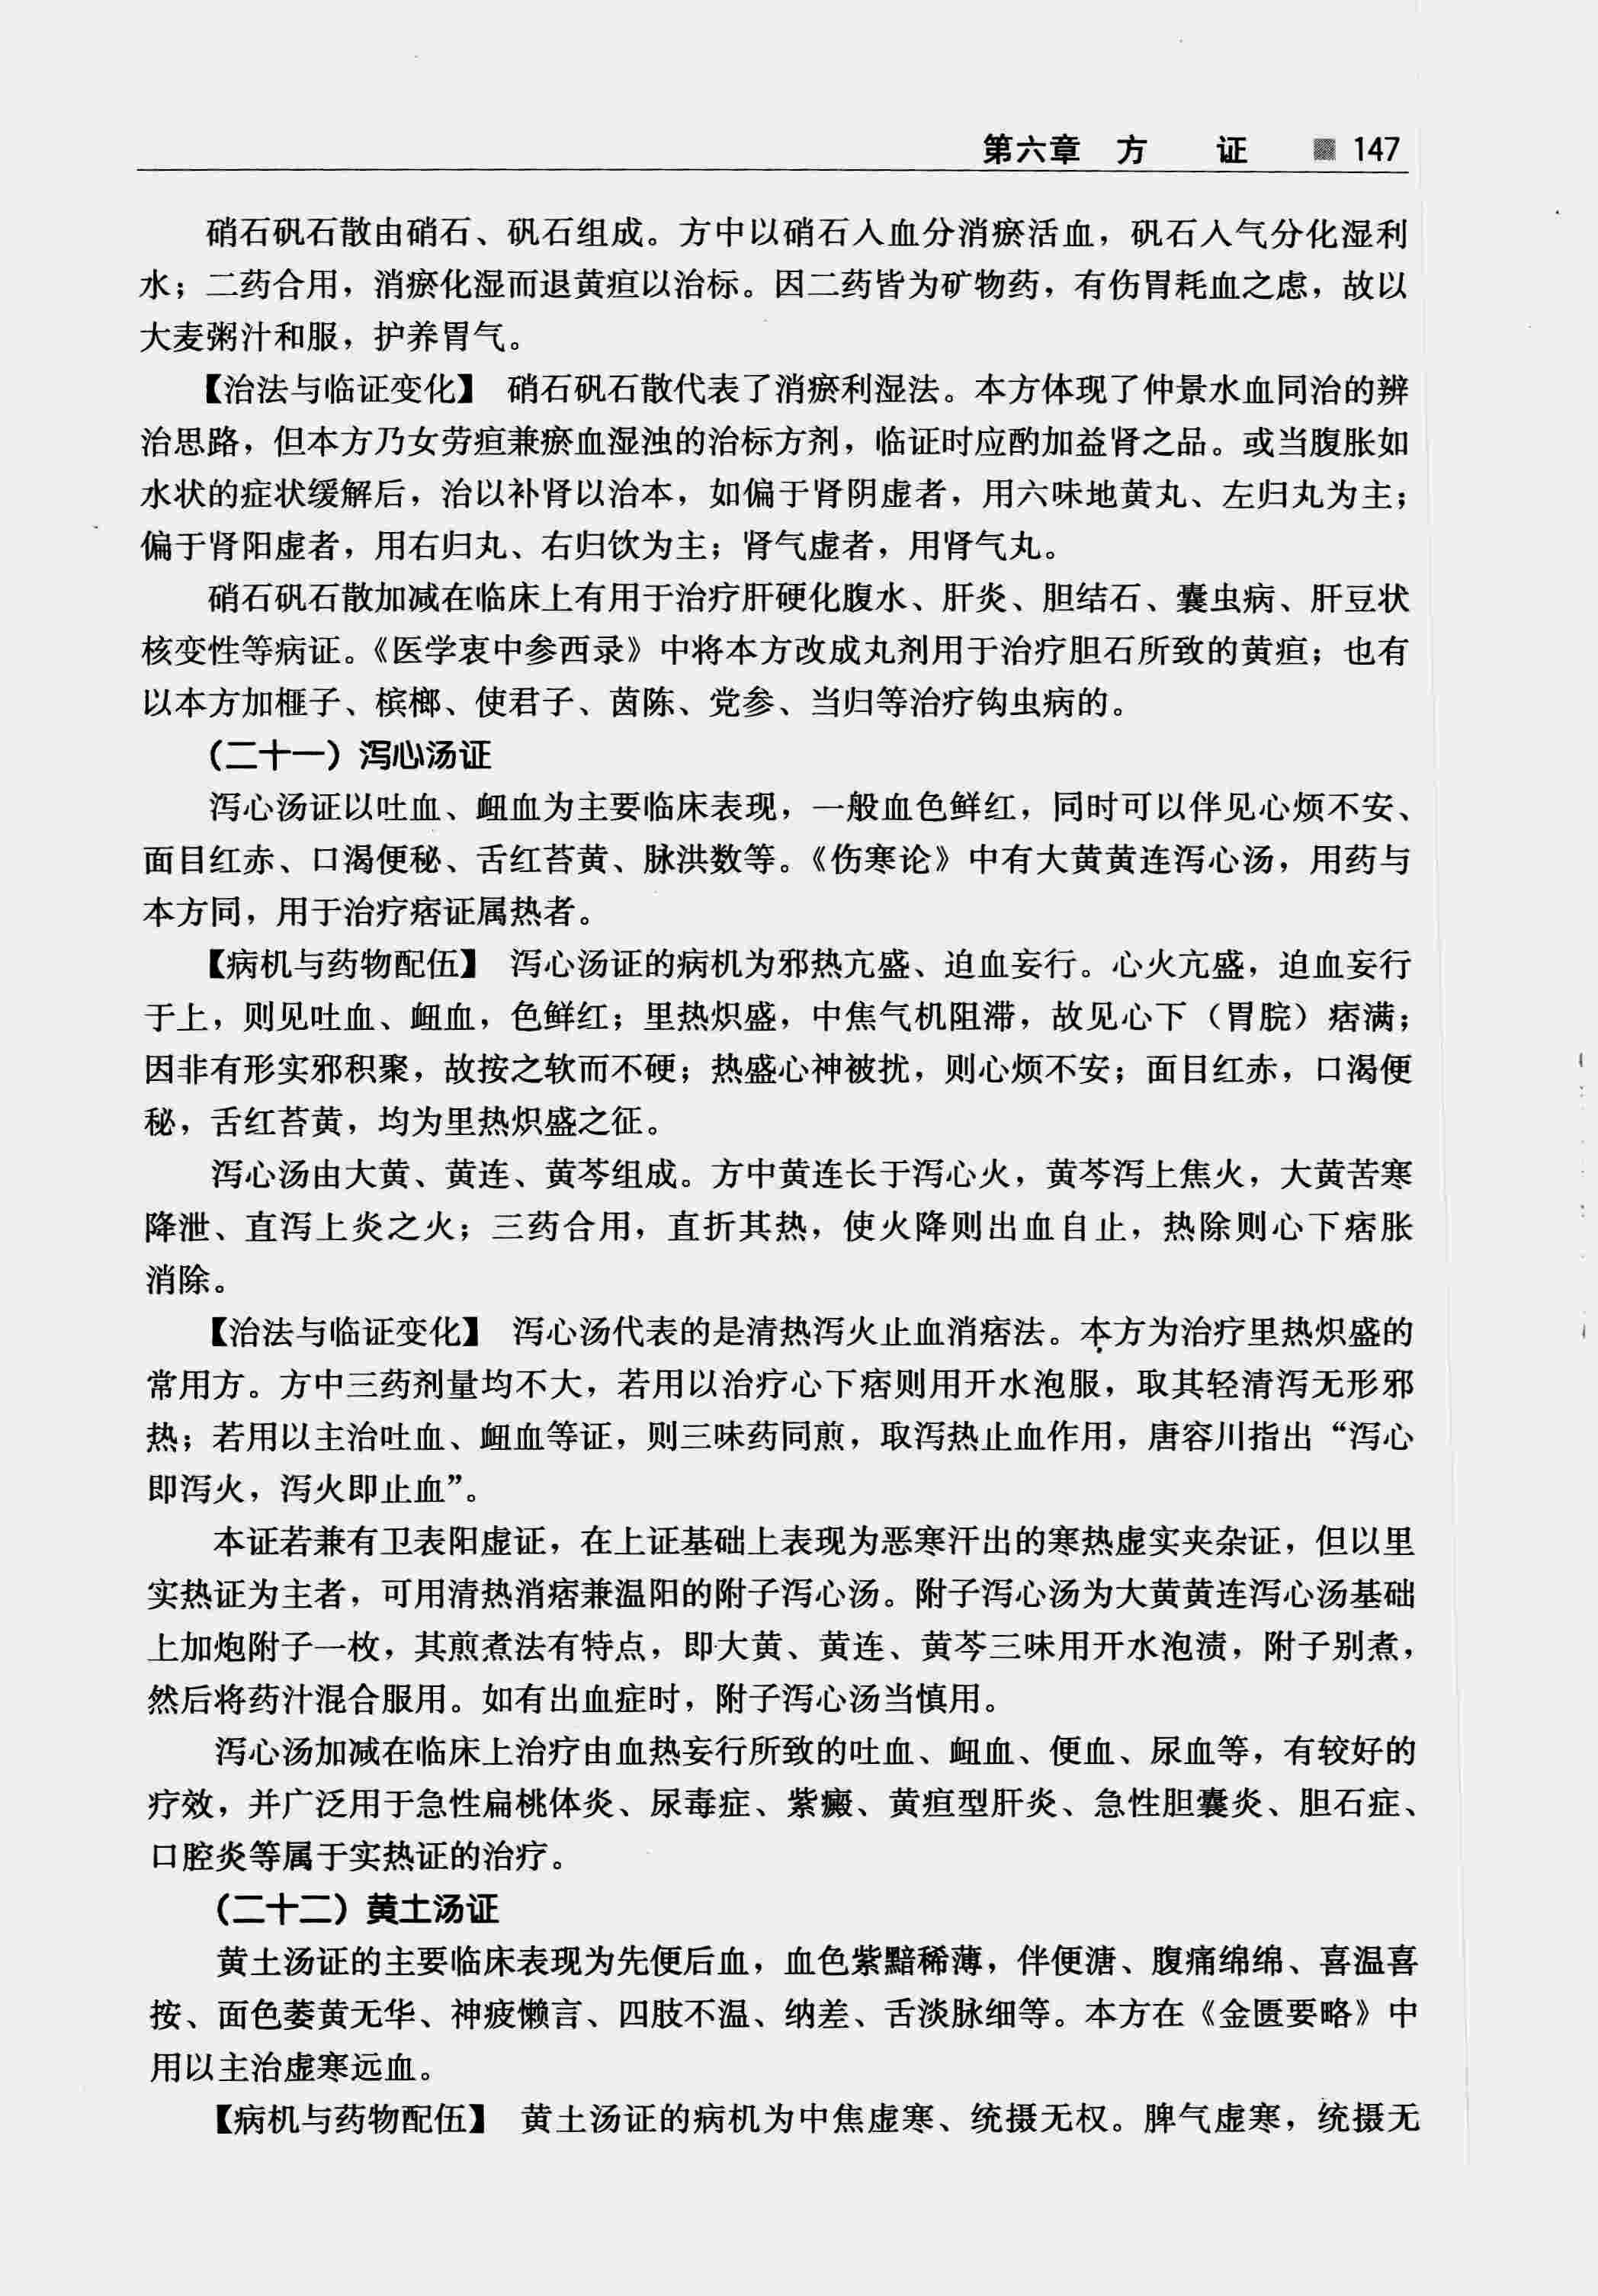 第六章 方 证 147
硝石矾石散由硝石、矾石组成。方中以硝石入血分消瘀活血，矾石入气分化湿利
水；二药合用，消瘀化湿而退黄疸以治标。因二药皆为矿物药，有伤胃耗血之虑，故以
大麦粥汁和服，护养胃气。
【治法与临证变化】 硝石矾石散代表了消瘀利湿法。本方体现了仲景水血同治的辨
治思路，但本方乃女劳疸兼瘀血湿浊的治标方剂，临证时应酌加益肾之品。或当腹胀如
水状的症状缓解后，治以补肾以治本，如偏于肾阴虚者，用六味地黄丸、左归丸为主；
偏于肾阳虚者，用右归丸、右归饮为主；肾气虚者，用肾气丸。
硝石矾石散加减在临床上有用于治疗肝硬化腹水、肝炎、胆结石、囊虫病、肝豆状
核变性等病证。《医学衷中参西录》中将本方改成丸剂用于治疗胆石所致的黄疸；也有
以本方加榧子、槟榔、使君子、茵陈、党参、当归等治疗钩虫病的。
（二十一）泻心汤证
泻心汤证以吐血、衄血为主要临床表现，一般血色鲜红，同时可以伴见心烦不安、
面目红赤、口渴便秘、舌红苔黄、脉洪数等。《伤寒论》中有大黄黄连泻心汤，用药与
本方同，用于治疗痞证属热者。
【病机与药物配伍】 泻心汤证的病机为邪热亢盛、迫血妄行。心火亢盛，迫血妄行
于上，则见吐血、衄血，色鲜红；里热炽盛，中焦气机阻滞，故见心下（胃脘）痞满；
因非有形实邪积聚，故按之软而不硬；热盛心神被扰，则心烦不安；面目红赤，口渴便
秘，舌红苔黄，均为里热炽盛之征。
泻心汤由大黄、黄连、黄芩组成。方中黄连长于泻心火，黄芩泻上焦火，大黄苦寒
降泄、直泻上炎之火；三药合用，直折其热，使火降则出血自止，热除则心下痞胀
消除。
【治法与临证变化】 泻心汤代表的是清热泻火止血消痞法。本方为治疗里热炽盛的
常用方。方中三药剂量均不大，若用以治疗心下痞则用开水泡服，取其轻清泻无形邪
热；若用以主治吐血、衄血等证，则三味药同煎，取泻热止血作用，唐容川指出“泻心
即泻火，泻火即止血”。
本证若兼有卫表阳虚证，在上证基础上表现为恶寒汗出的寒热虚实夹杂证，但以里
实热证为主者，可用清热消痞兼温阳的附子泻心汤。附子泻心汤为大黄黄连泻心汤基础
上加炮附子一枚，其煎煮法有特点，即大黄、黄连、黄芩三味用开水泡渍，附子别煮，
然后将药汁混合服用。如有出血症时，附子泻心汤当慎用。
泻心汤加减在临床上治疗由血热妄行所致的吐血、衄血、便血、尿血等，有较好的
疗效，并广泛用于急性扁桃体炎、尿毒症、紫癜、黄疸型肝炎、急性胆囊炎、胆石症、
口腔炎等属于实热证的治疗。
（二十二）黄土汤证
黄土汤证的主要临床表现为先便后血，血色紫黯稀薄，伴便溏、腹痛绵绵、喜温喜
按、面色萎黄无华、神疲懒言、四肢不温、纳差、舌淡脉细等。本方在《金匮要略》中
用以主治虚寒远血。
【病机与药物配伍】 黄土汤证的病机为中焦虚寒、统摄无权。脾气虚寒，统摄无